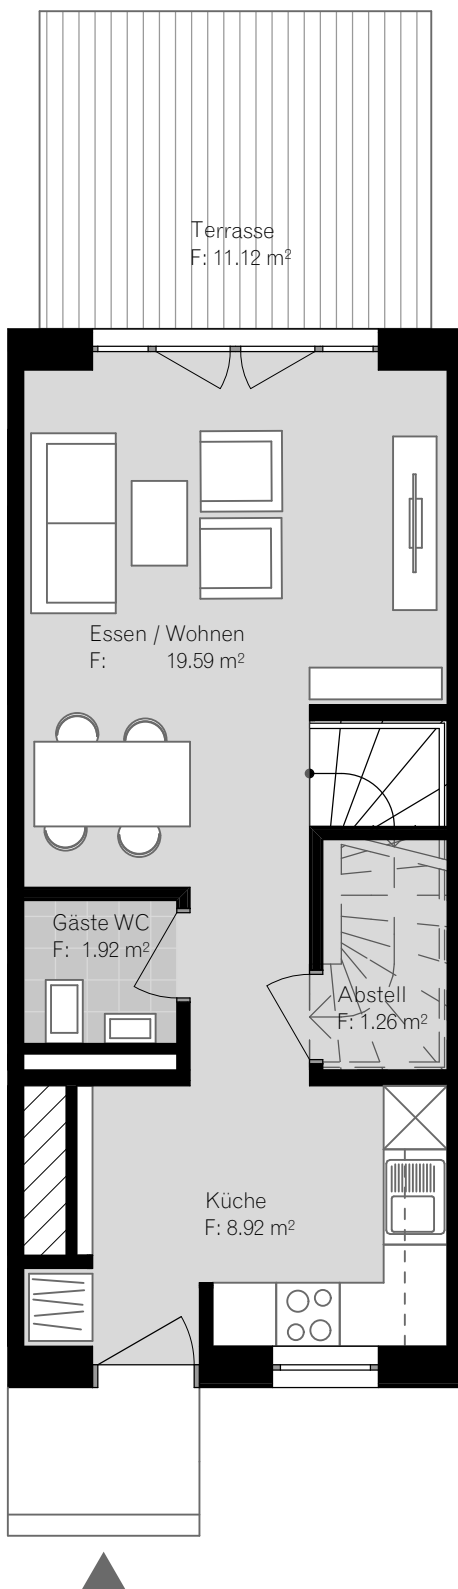 Terrasse
F: 11.12 m²
Essen / Wohnen
F: 19.59 m²
Gäste WC
F: 1.92 m²
Abstell
F: 1.26 m²
Küche
F: 8.92 m²